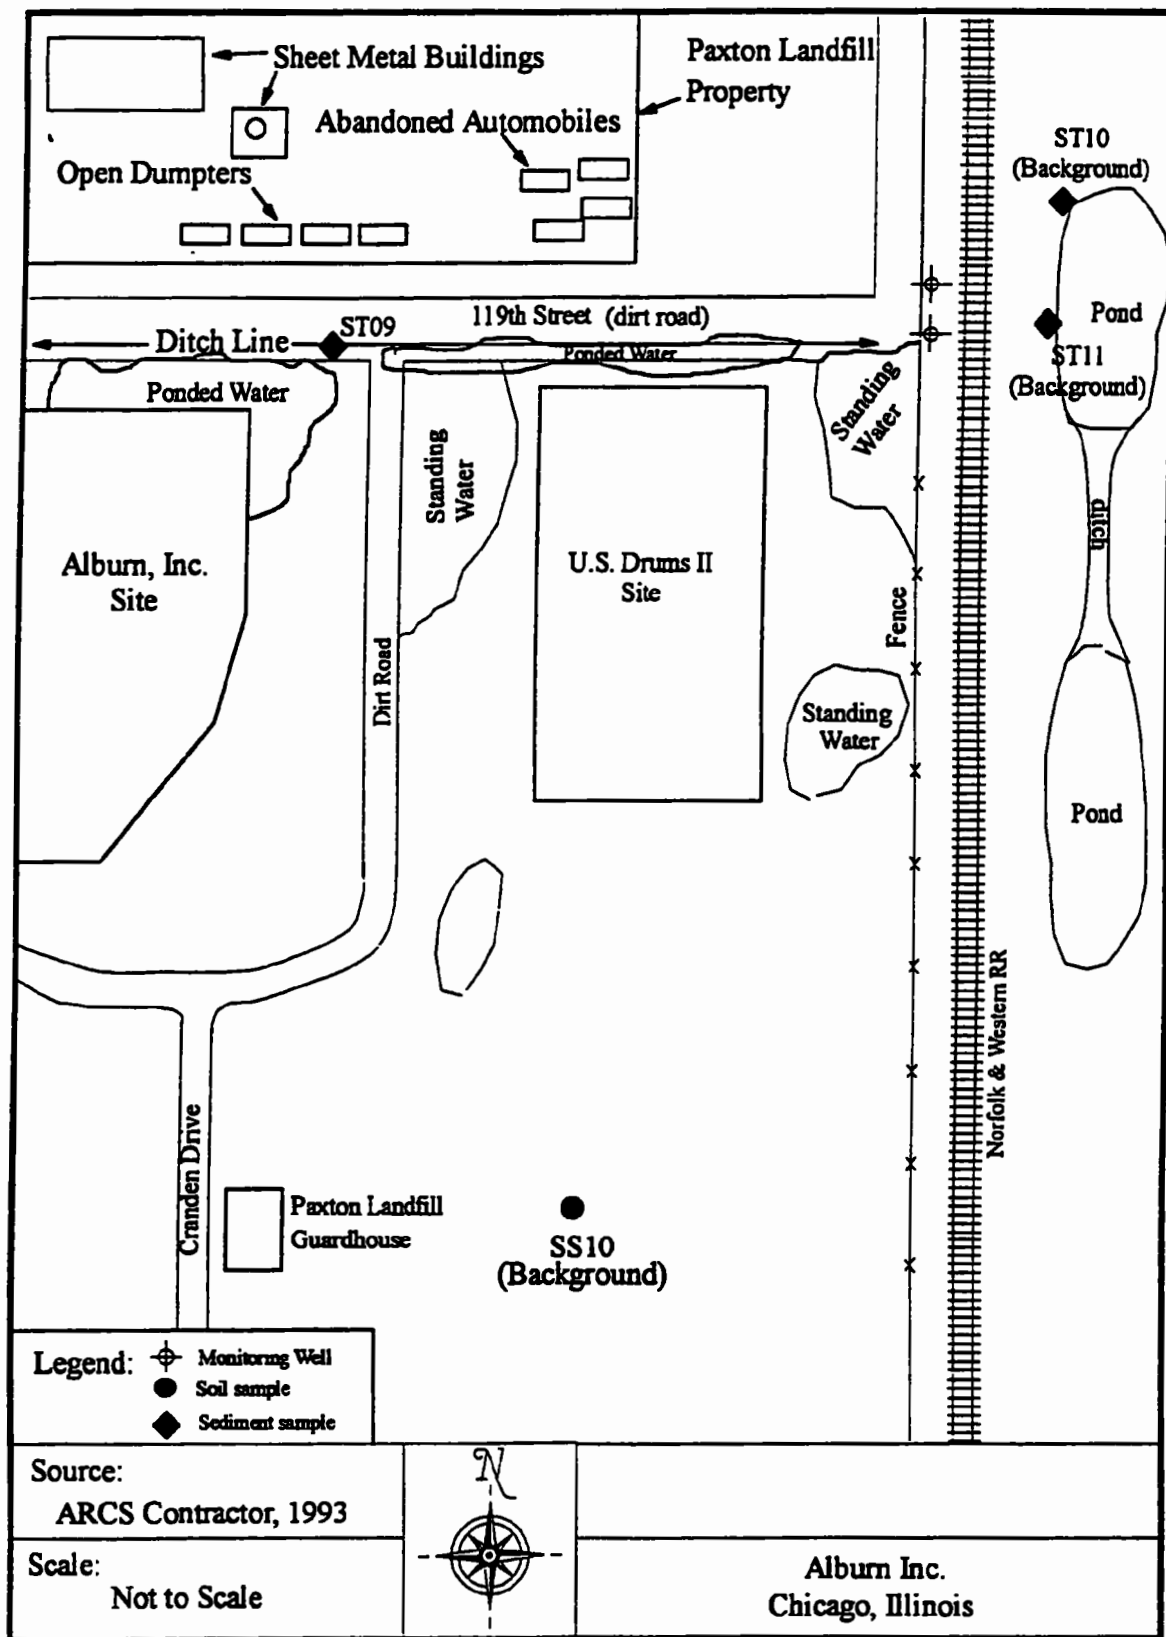 Sheet Metal Buildings
Paxton Landfill
Property
Abandoned Automobiles
Open Dumpters
ST10
(Background)
119th Street (dirt road)
ST09
Ditch Line
Ponded Water
Ponded Water
Pond
ST11
(Background)
Standing
Water
Standing
Water
ditch
Alburn, Inc.
Site
U.S. Drums II
Site
Fence
Dirt Road
Standing
Water
Pond
Norfolk & Western RR
Cranden Drive
Paxton Landfill
Guardhouse
SS10
(Background)
Legend:
Monitoring Well
Soil sample
Sediment sample
Source:
ARCS Contractor, 1993
N
Scale:
Not to Scale
Alburn Inc.
Chicago, Illinois